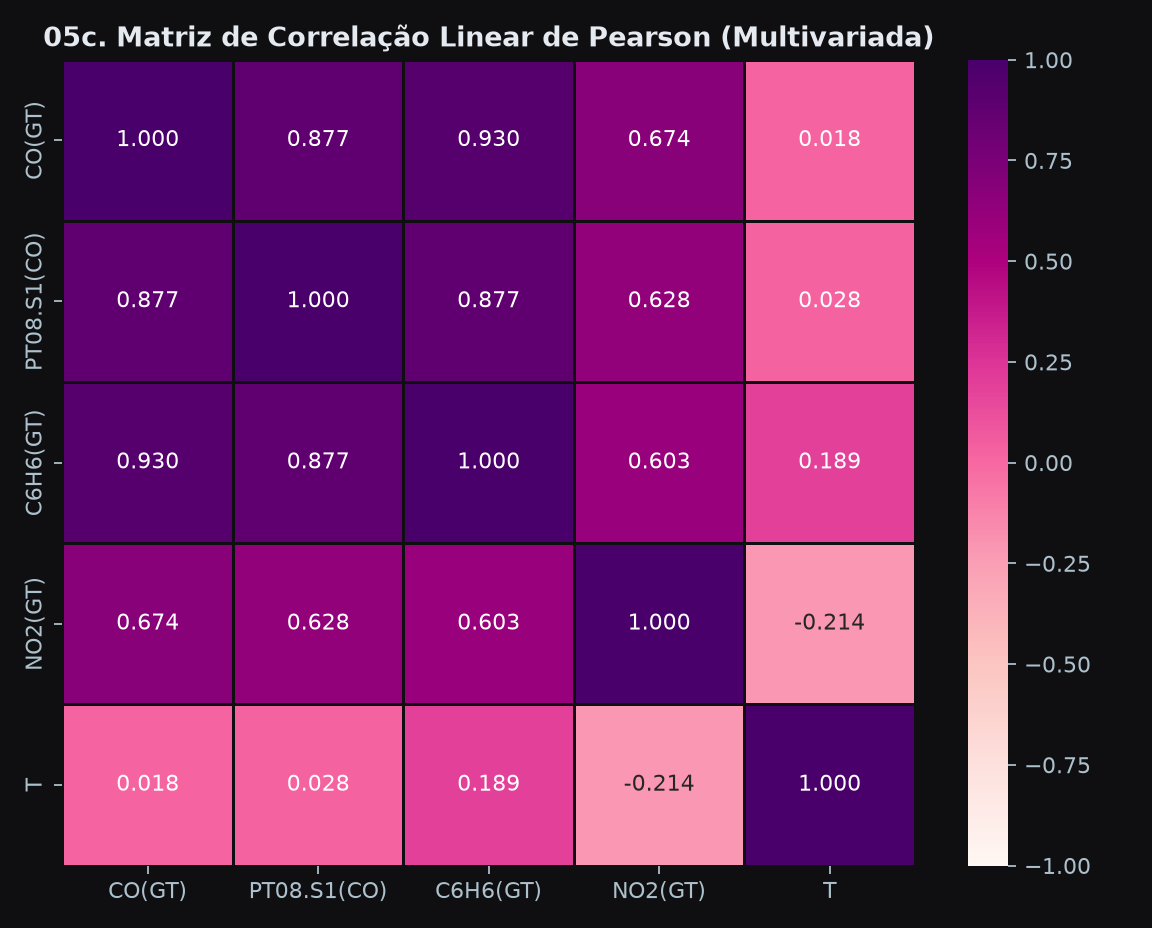 05c. Matriz de Correlação Linear de Pearson (Multivariada)
CO(GT) 1.000 0.877 0.930 0.674 0.018
PT08.S1(CO) 0.877 1.000 0.877 0.628 0.028
C6H6(GT) 0.930 0.877 1.000 0.603 0.189
NO2(GT) 0.674 0.628 0.603 1.000 -0.214
T 0.018 0.028 0.189 -0.214 1.000
CO(GT) PT08.S1(CO) C6H6(GT) NO2(GT) T
1.00
0.75
0.50
0.25
0.00
−0.25
−0.50
−0.75
−1.00